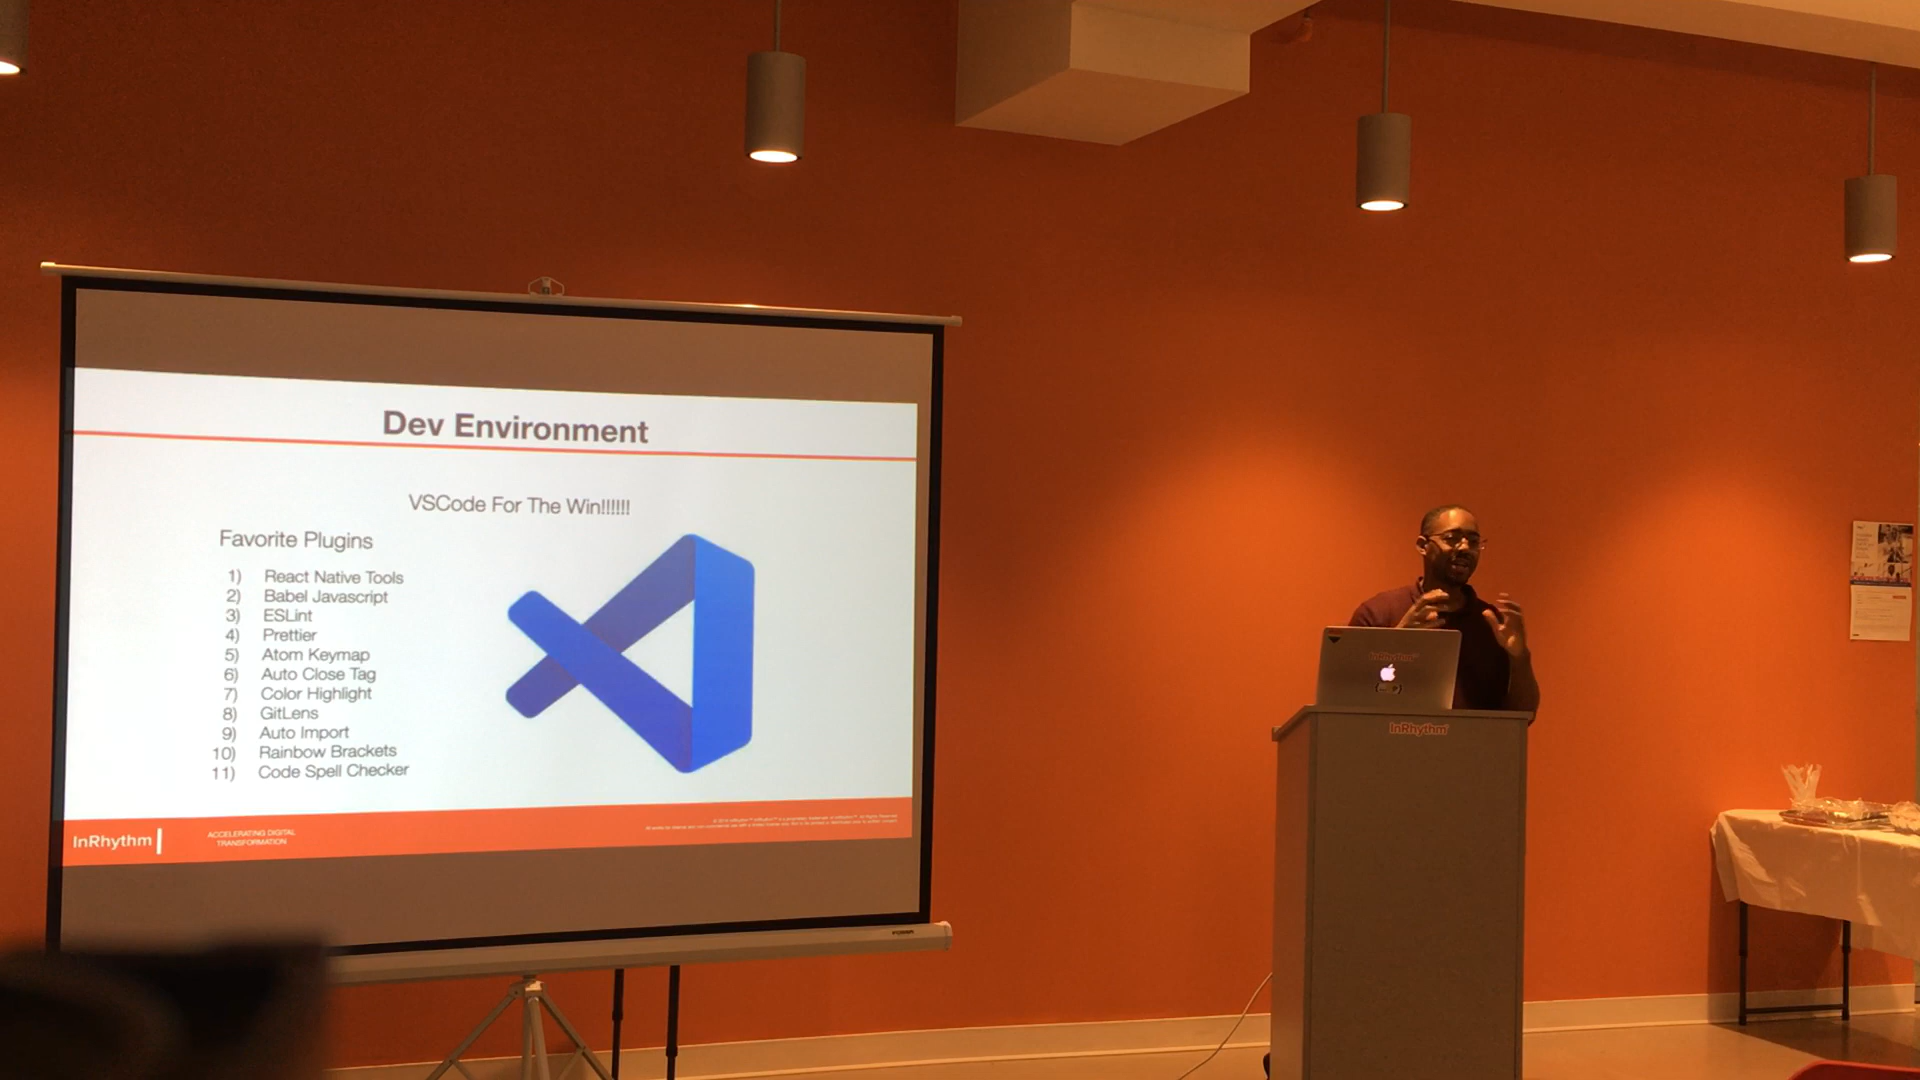 Dev Environment
VSCode For The Win!!!!!!
Favorite Plugins
1) React Native Tools
2) Babel Javascript
3) ESLint
4) Prettier
5) Atom Keymap
6) Auto Close Tag
7) Color Highlight
8) GitLens
9) Auto Import
10) Rainbow Brackets
11) Code Spell Checker
InRhythm
ACCELERATING DIGITAL
TRANSFORMATION
InRhythm
InRhythm